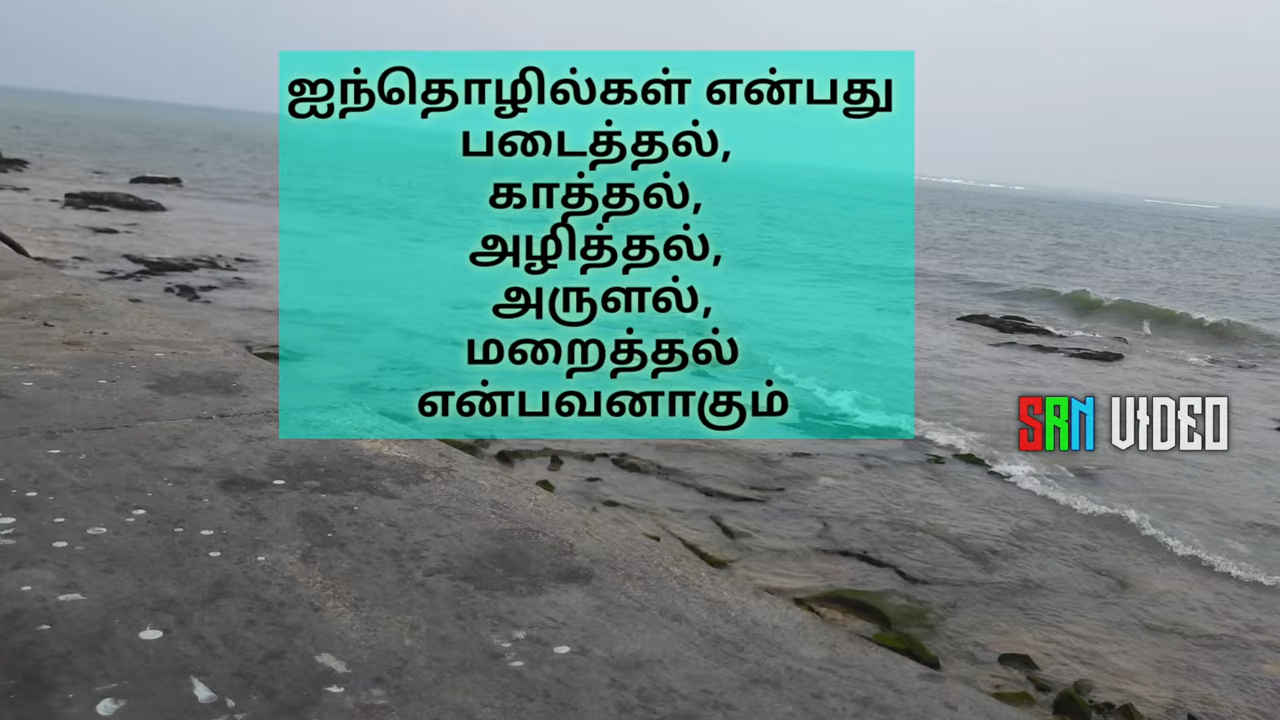 ஐந்தொழில்கள் என்பது
படைத்தல்,
காத்தல்,
அழித்தல்,
அருளல்,
மறைத்தல்
என்பவனாகும்
SRN VIDEO